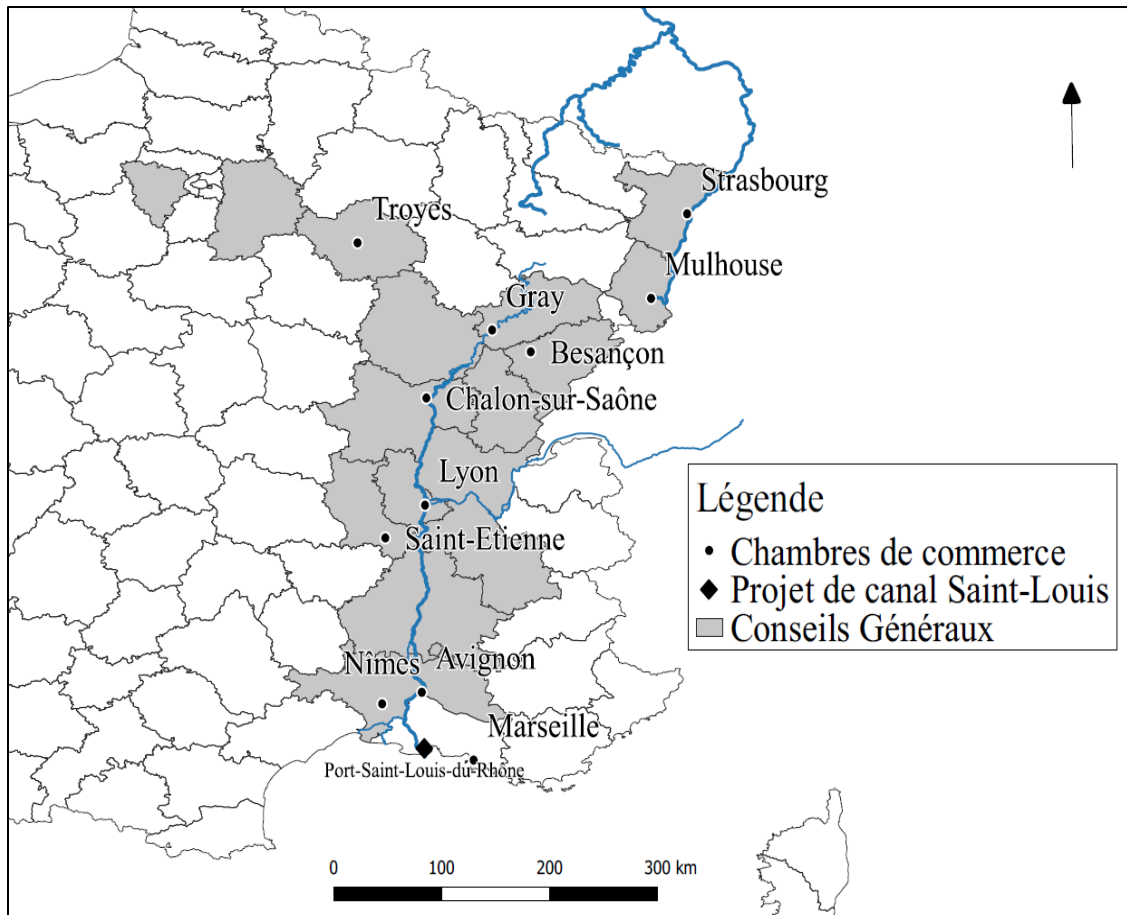 Strasbourg
Troyes
Mulhouse
Gray
Besançon
Chalon-sur-Saône
Lyon
Saint-Etienne
Légende
Chambres de commerce
Projet de canal Saint-Louis
Conseils Généraux
Nîmes
Avignon
Marseille
Port-Saint-Louis-du-Rhône
0 100 200 300 km